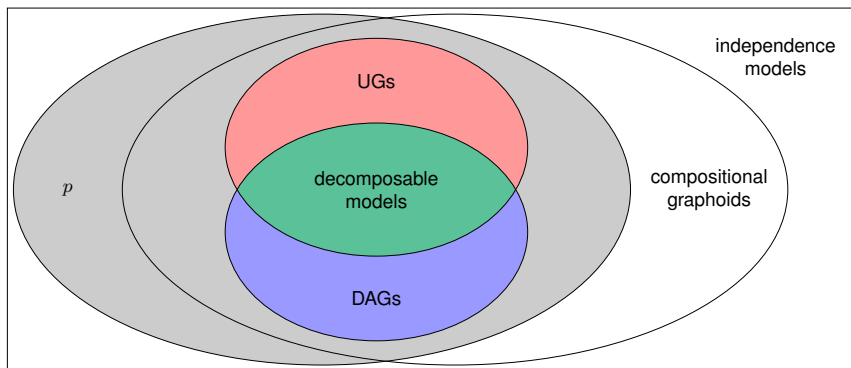 independence
models
UGs
p
decomposable
models
compositional
graphoids
DAGs